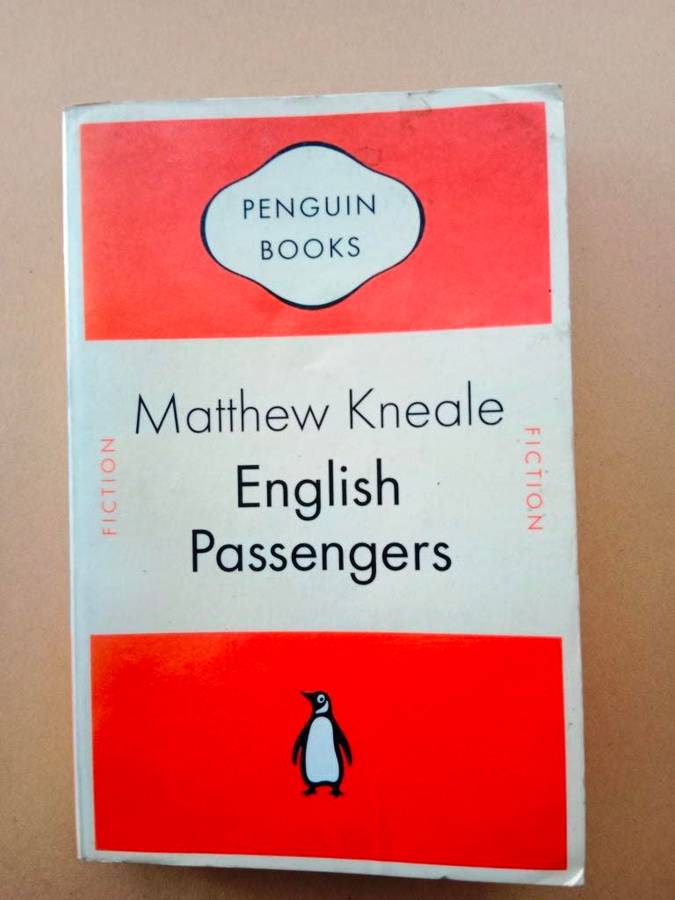 PENGUIN
BOOKS
Matthew Kneale
English
Passengers
FICTION
FICTION